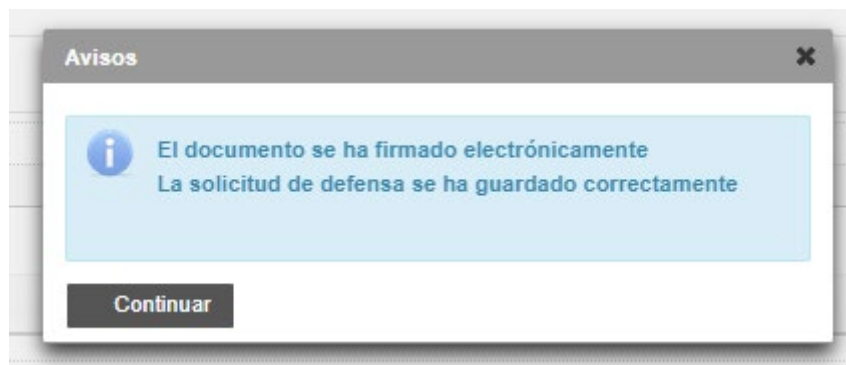 Avisos
El documento se ha firmado electrónicamente
La solicitud de defensa se ha guardado correctamente
Continuar